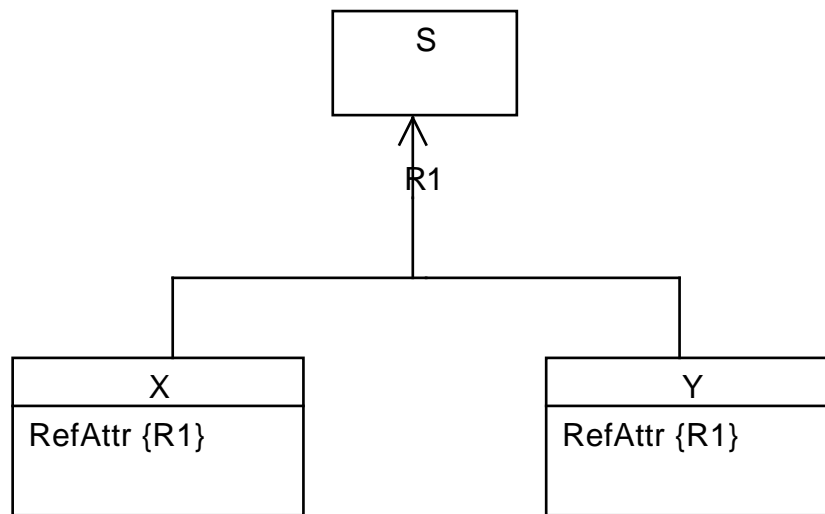 S
R1
X
Y
RefAttr {R1}
RefAttr {R1}